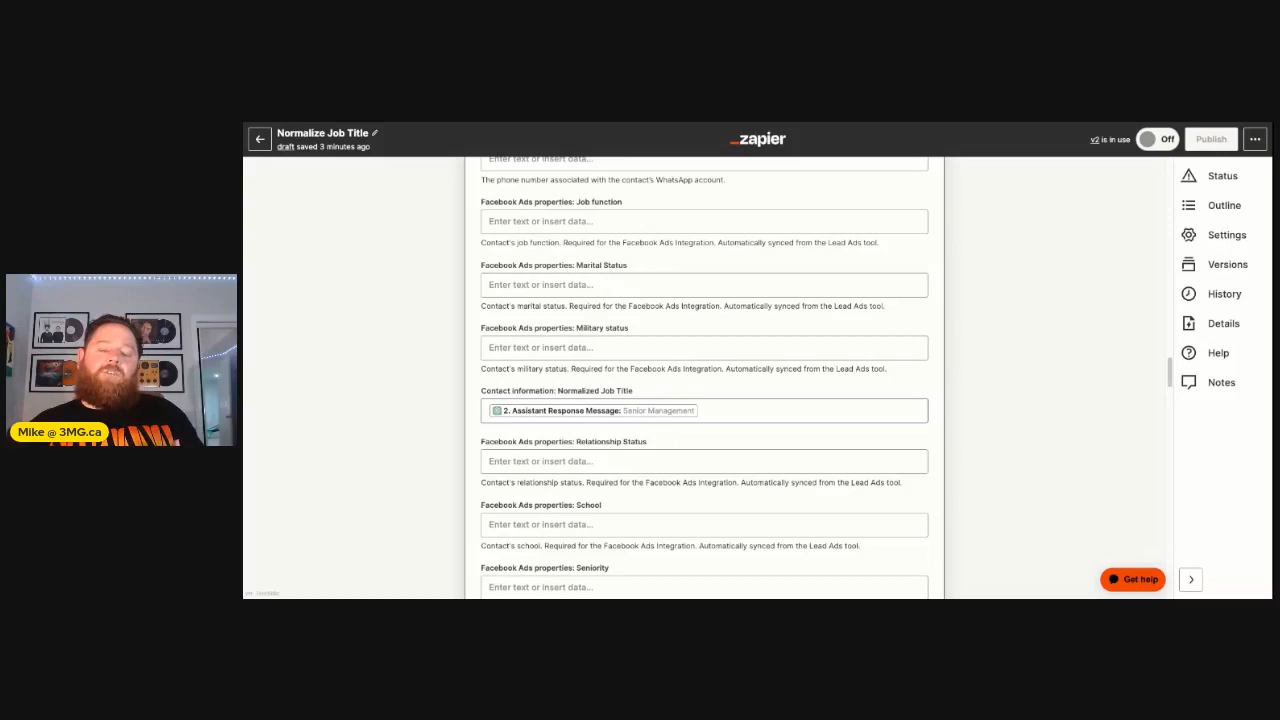 Normalize Job Title
draft saved 3 minutes ago
_zapier
v2 is in use
Off
Publish
Enter text or insert data...
The phone number associated with the contact's WhatsApp account.
Facebook Ads properties: Job function
Enter text or insert data...
Contact's job function. Required for the Facebook Ads Integration. Automatically synced from the Lead Ads tool.
Facebook Ads properties: Marital Status
Enter text or insert data...
Contact's marital status. Required for the Facebook Ads Integration. Automatically synced from the Lead Ads tool.
Facebook Ads properties: Military status
Enter text or insert data...
Contact's military status. Required for the Facebook Ads Integration. Automatically synced from the Lead Ads tool.
Contact information: Normalized Job Title
2. Assistant Response Message: Senior Management
Facebook Ads properties: Relationship Status
Enter text or insert data...
Contact's relationship status. Required for the Facebook Ads Integration. Automatically synced from the Lead Ads tool.
Facebook Ads properties: School
Enter text or insert data...
Contact's school. Required for the Facebook Ads Integration. Automatically synced from the Lead Ads tool.
Facebook Ads properties: Seniority
Enter text or insert data...
Status
Outline
Settings
Versions
History
Details
Help
Notes
Get help
Mike @ 3MG.ca